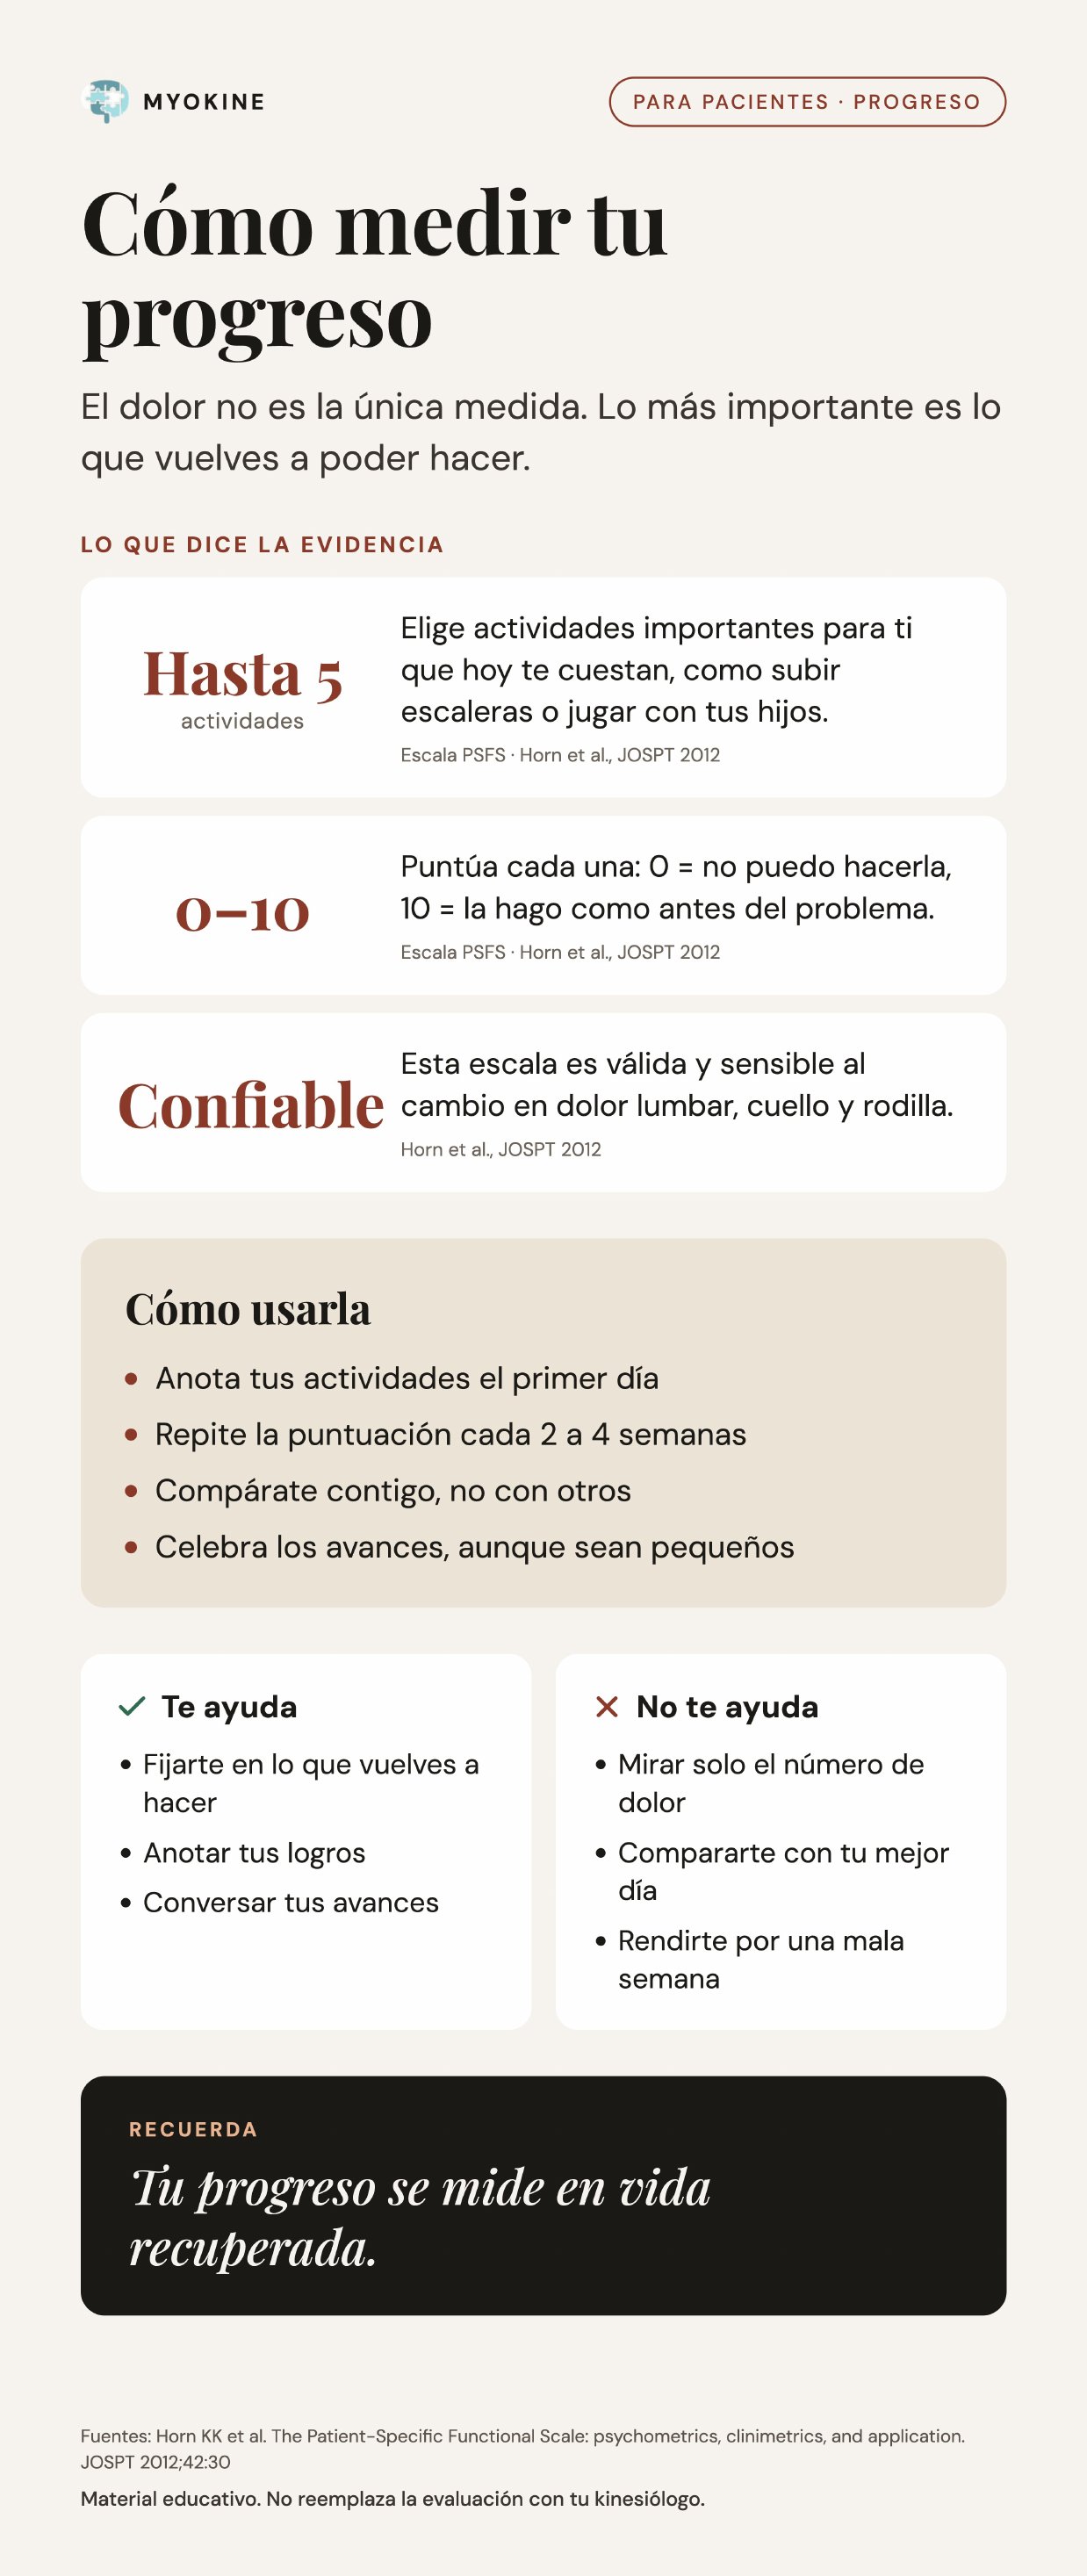 MYOKINE
PARA PACIENTES · PROGRESO
Cómo medir tu
progreso
El dolor no es la única medida. Lo más importante es lo
que vuelves a poder hacer.
LO QUE DICE LA EVIDENCIA
Hasta 5
actividades
Elige actividades importantes para ti
que hoy te cuestan, como subir
escaleras o jugar con tus hijos.
Escala PSFS · Horn et al., JOSPT 2012
0–10
Puntúa cada una: 0 = no puedo hacerla,
10 = la hago como antes del problema.
Escala PSFS · Horn et al., JOSPT 2012
Confiable
Esta escala es válida y sensible al
cambio en dolor lumbar, cuello y rodilla.
Horn et al., JOSPT 2012
Cómo usarla
• Anota tus actividades el primer día
• Repite la puntuación cada 2 a 4 semanas
• Compárate contigo, no con otros
• Celebra los avances, aunque sean pequeños
✓ Te ayuda
• Fijarte en lo que vuelves a
hacer
• Anotar tus logros
• Conversar tus avances
✕ No te ayuda
• Mirar solo el número de
dolor
• Compararte con tu mejor
día
• Rendirte por una mala
semana
RECUERDA
Tu progreso se mide en vida
recuperada.
Fuentes: Horn KK et al. The Patient-Specific Functional Scale: psychometrics, clinimetrics, and application.
JOSPT 2012;42:30
Material educativo. No reemplaza la evaluación con tu kinesiólogo.